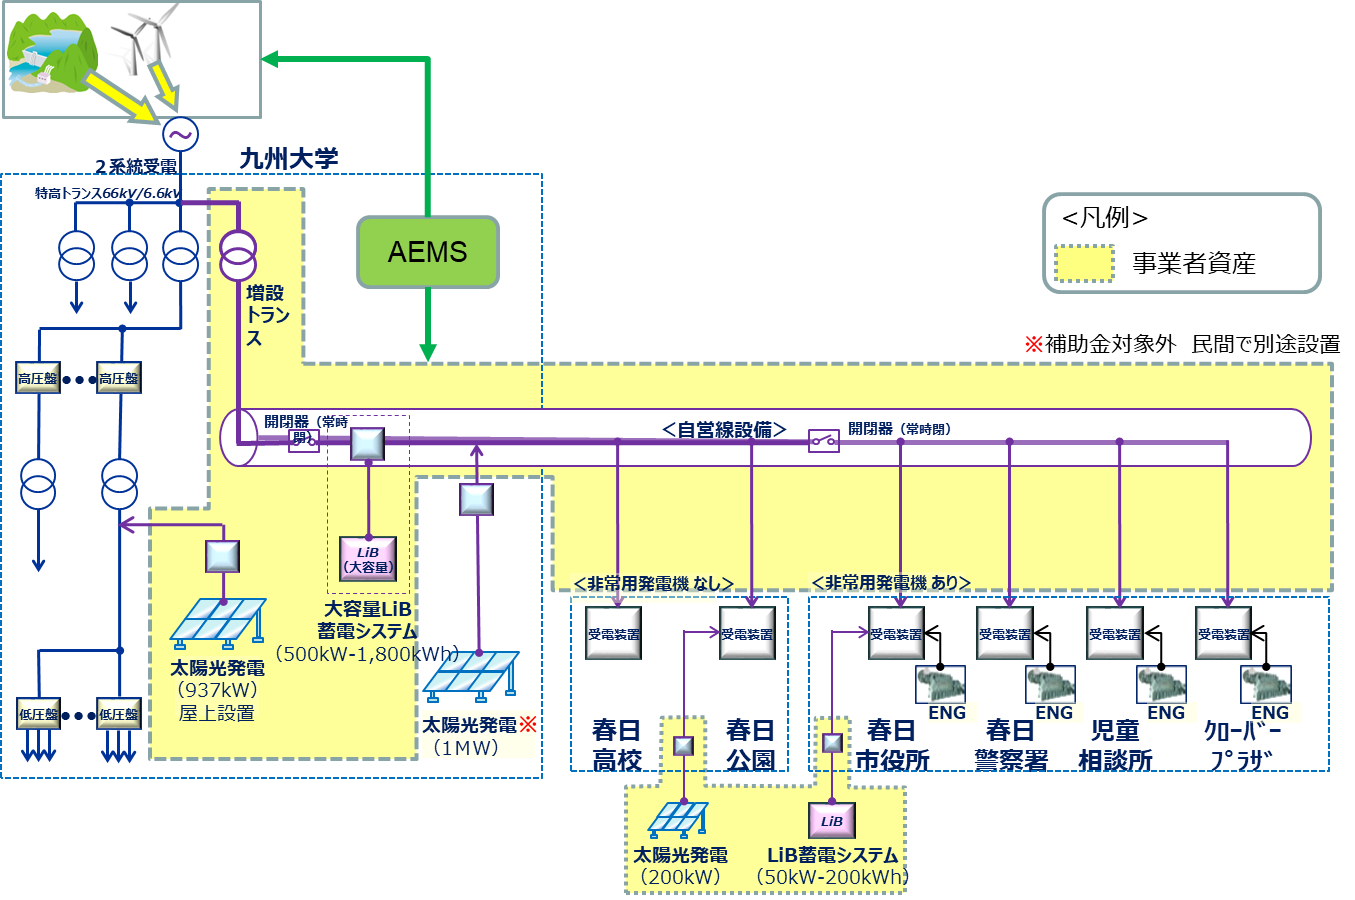 ２系統受電
九州大学
特高トランス66kV/6.6kV
AEMS
<凡例>
事業者資産
増設
トラン
ス
※補助金対象外　民間で別途設置
高圧盤
高圧盤
開閉器（常時
閉）
<自営線設備>
開閉器（常時閉）
LiB
（大容量）
大容量LiB
蓄電システム
（500kW-1,800kWh）
太陽光発電
（937kW）
屋上設置
太陽光発電※
（1MW）
低圧盤
低圧盤
<非常用発電機 なし>
<非常用発電機 あり>
受電装置
受電装置
受電装置
受電装置
受電装置
受電装置
ENG
ENG
ENG
ENG
春日
高校
春日
公園
春日
市役所
春日
警察署
児童
相談所
ｸﾛｰﾊﾞｰ
ﾌﾟﾗｻﾞ
太陽光発電
（200kW）
LiB
LiB蓄電システム
（50kW-200kWh）